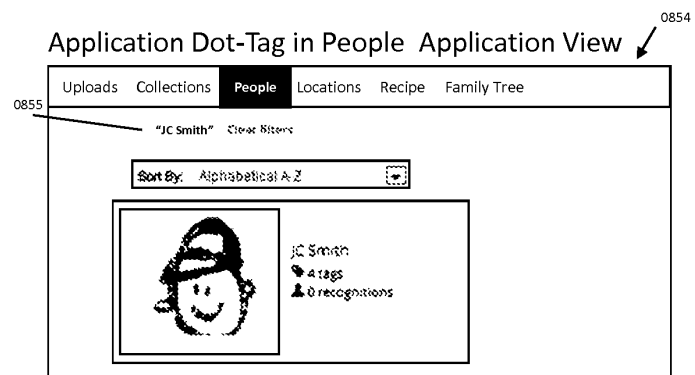 0854
Application Dot-Tag in People Application View
Uploads Collections People Locations Recipe Family Tree
0855
"JC Smith" Clear filters
Sort By: Alphabetical A-Z
JC Smith
4 tags
0 recognitions